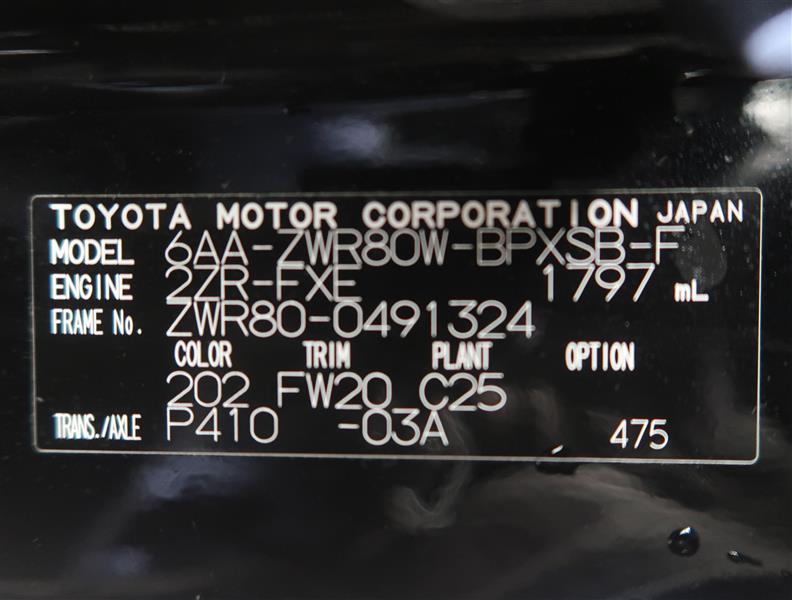 TOYOTA MOTOR CORPORATION JAPAN
MODEL 6AA-ZWR80W-BPXSB-F
ENGINE 2ZR-FXE 1797 mL
FRAME No. ZWR80-0491324
COLOR TRIM PLANT OPTION
202 FW20 C25
TRANS./AXLE P410 -03A 475